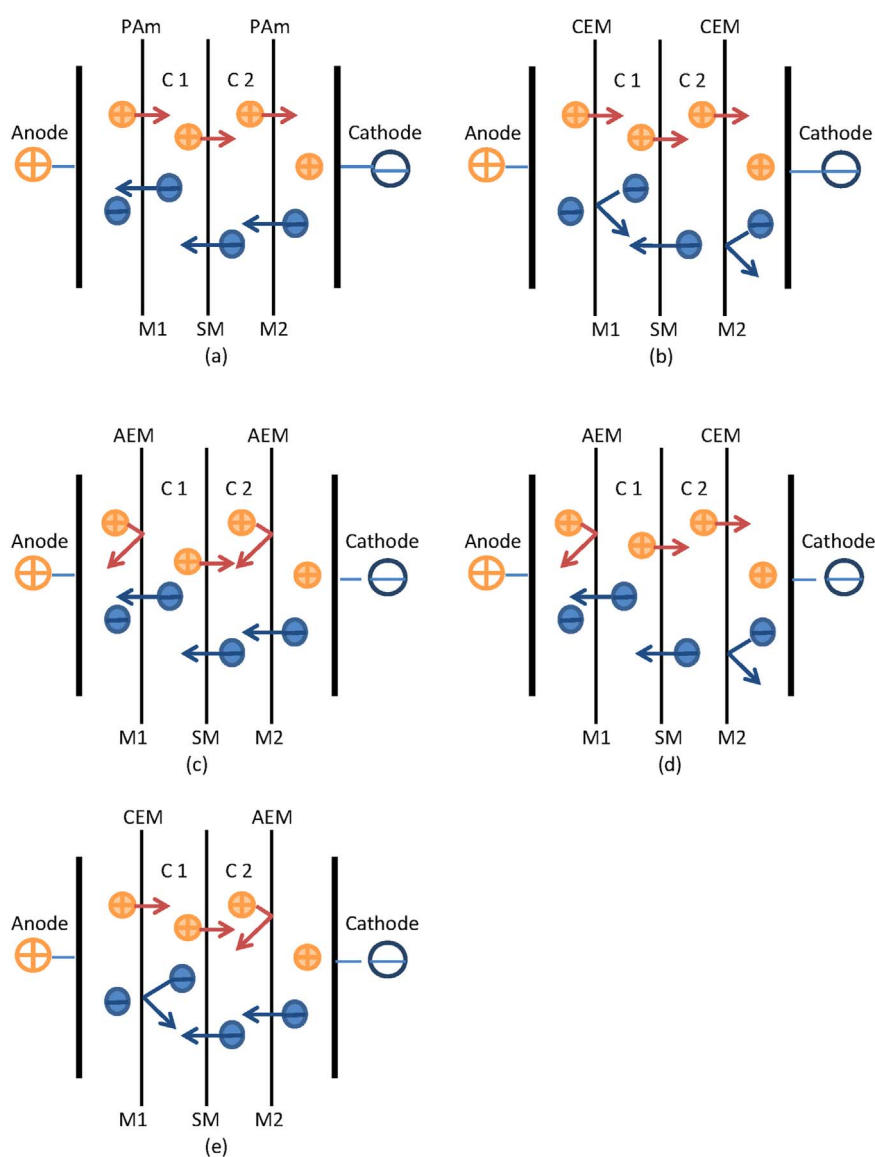 PAm PAm
C 1 C 2
Anode Cathode
M1 SM M2
(a)
CEM CEM
C 1 C 2
Anode Cathode
M1 SM M2
(b)
AEM AEM
C 1 C 2
Anode Cathode
M1 SM M2
(c)
AEM CEM
C 1 C 2
Anode Cathode
M1 SM M2
(d)
CEM AEM
C 1 C 2
Anode Cathode
M1 SM M2
(e)